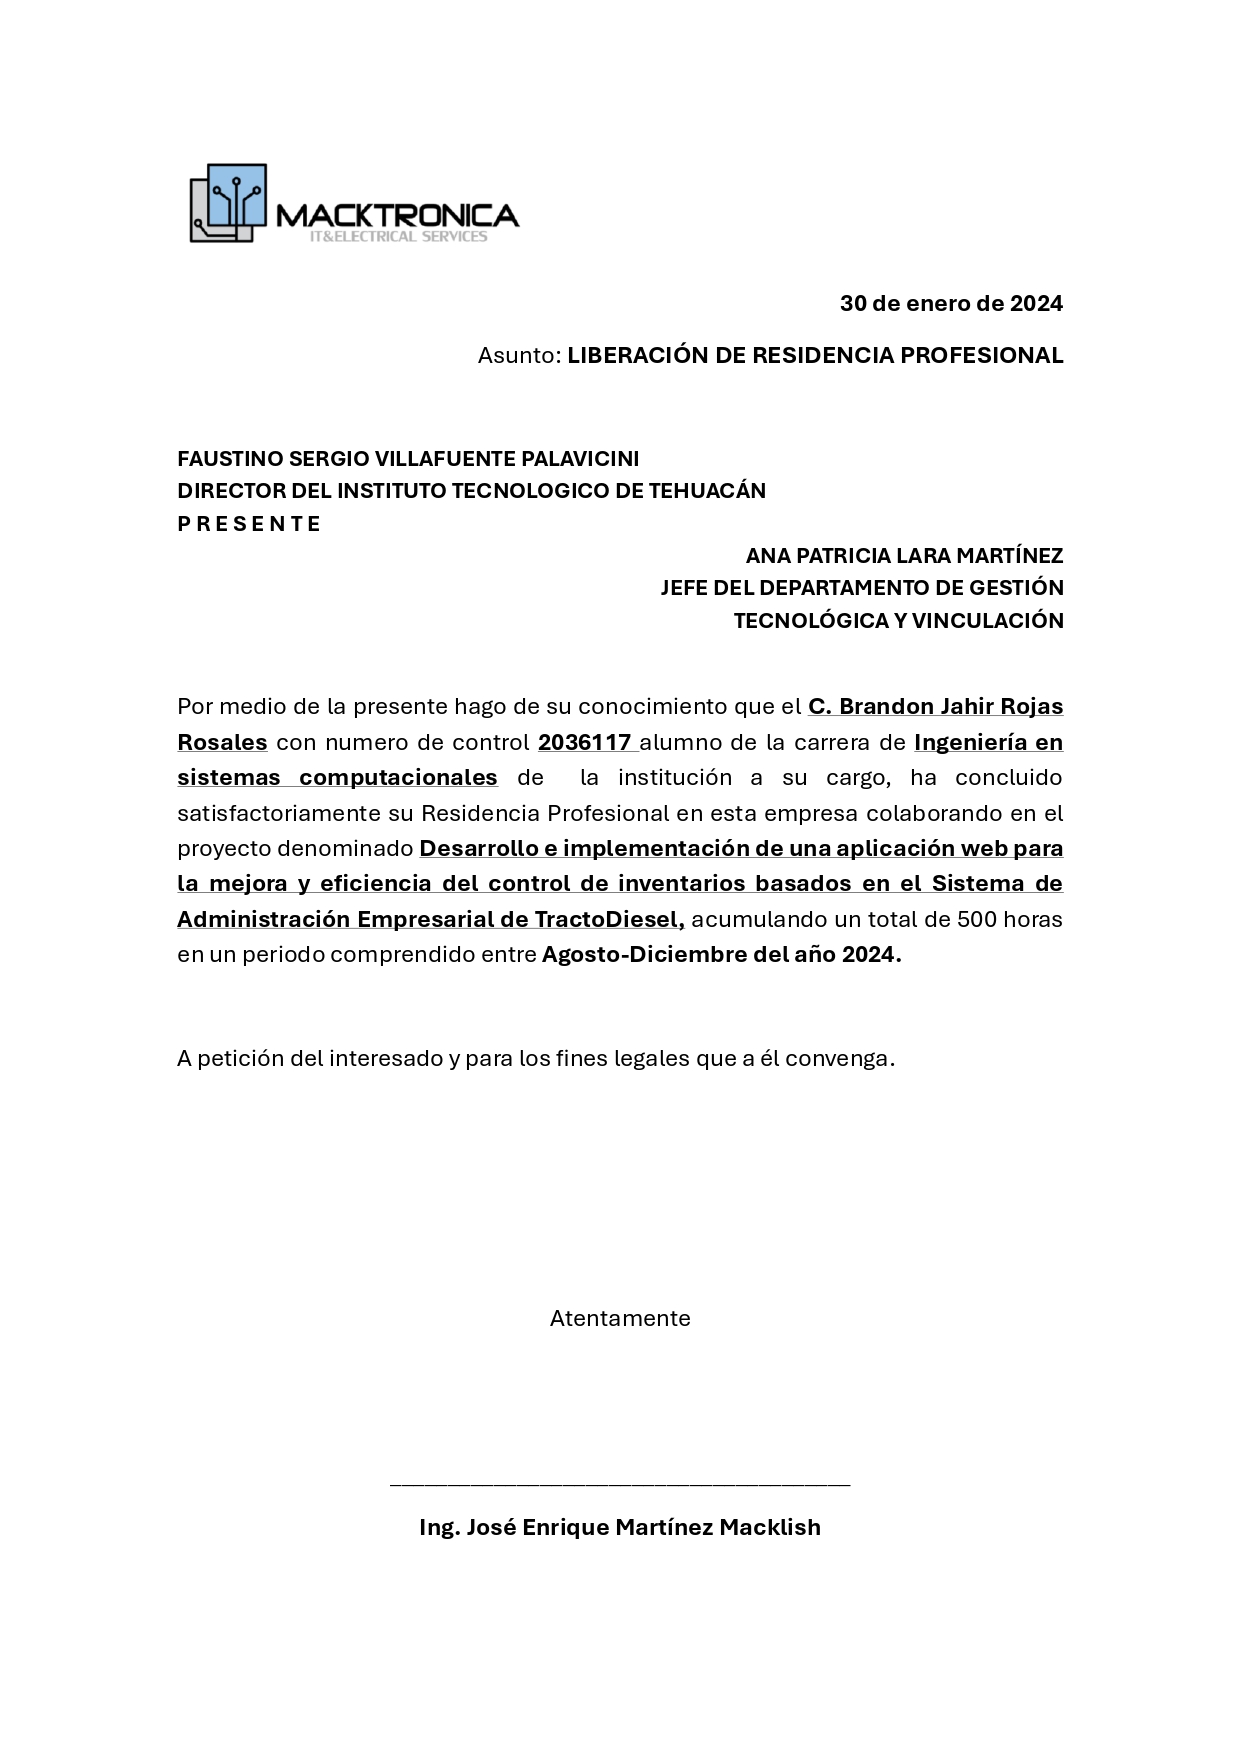 MACKTRONICA
IT&ELECTRICAL SERVICES
30 de enero de 2024
Asunto: LIBERACIÓN DE RESIDENCIA PROFESIONAL
FAUSTINO SERGIO VILLAFUENTE PALAVICINI
DIRECTOR DEL INSTITUTO TECNOLOGICO DE TEHUACÁN
P R E S E N T E
ANA PATRICIA LARA MARTÍNEZ
JEFE DEL DEPARTAMENTO DE GESTIÓN
TECNOLÓGICA Y VINCULACIÓN
Por medio de la presente hago de su conocimiento que el C. Brandon Jahir Rojas
Rosales con numero de control 2036117 alumno de la carrera de Ingeniería en
sistemas computacionales de la institución a su cargo, ha concluido
satisfactoriamente su Residencia Profesional en esta empresa colaborando en el
proyecto denominado Desarrollo e implementación de una aplicación web para
la mejora y eficiencia del control de inventarios basados en el Sistema de
Administración Empresarial de TractoDiesel, acumulando un total de 500 horas
en un periodo comprendido entre Agosto-Diciembre del año 2024.
A petición del interesado y para los fines legales que a él convenga.
Atentamente
________________________________________
Ing. José Enrique Martínez Macklish